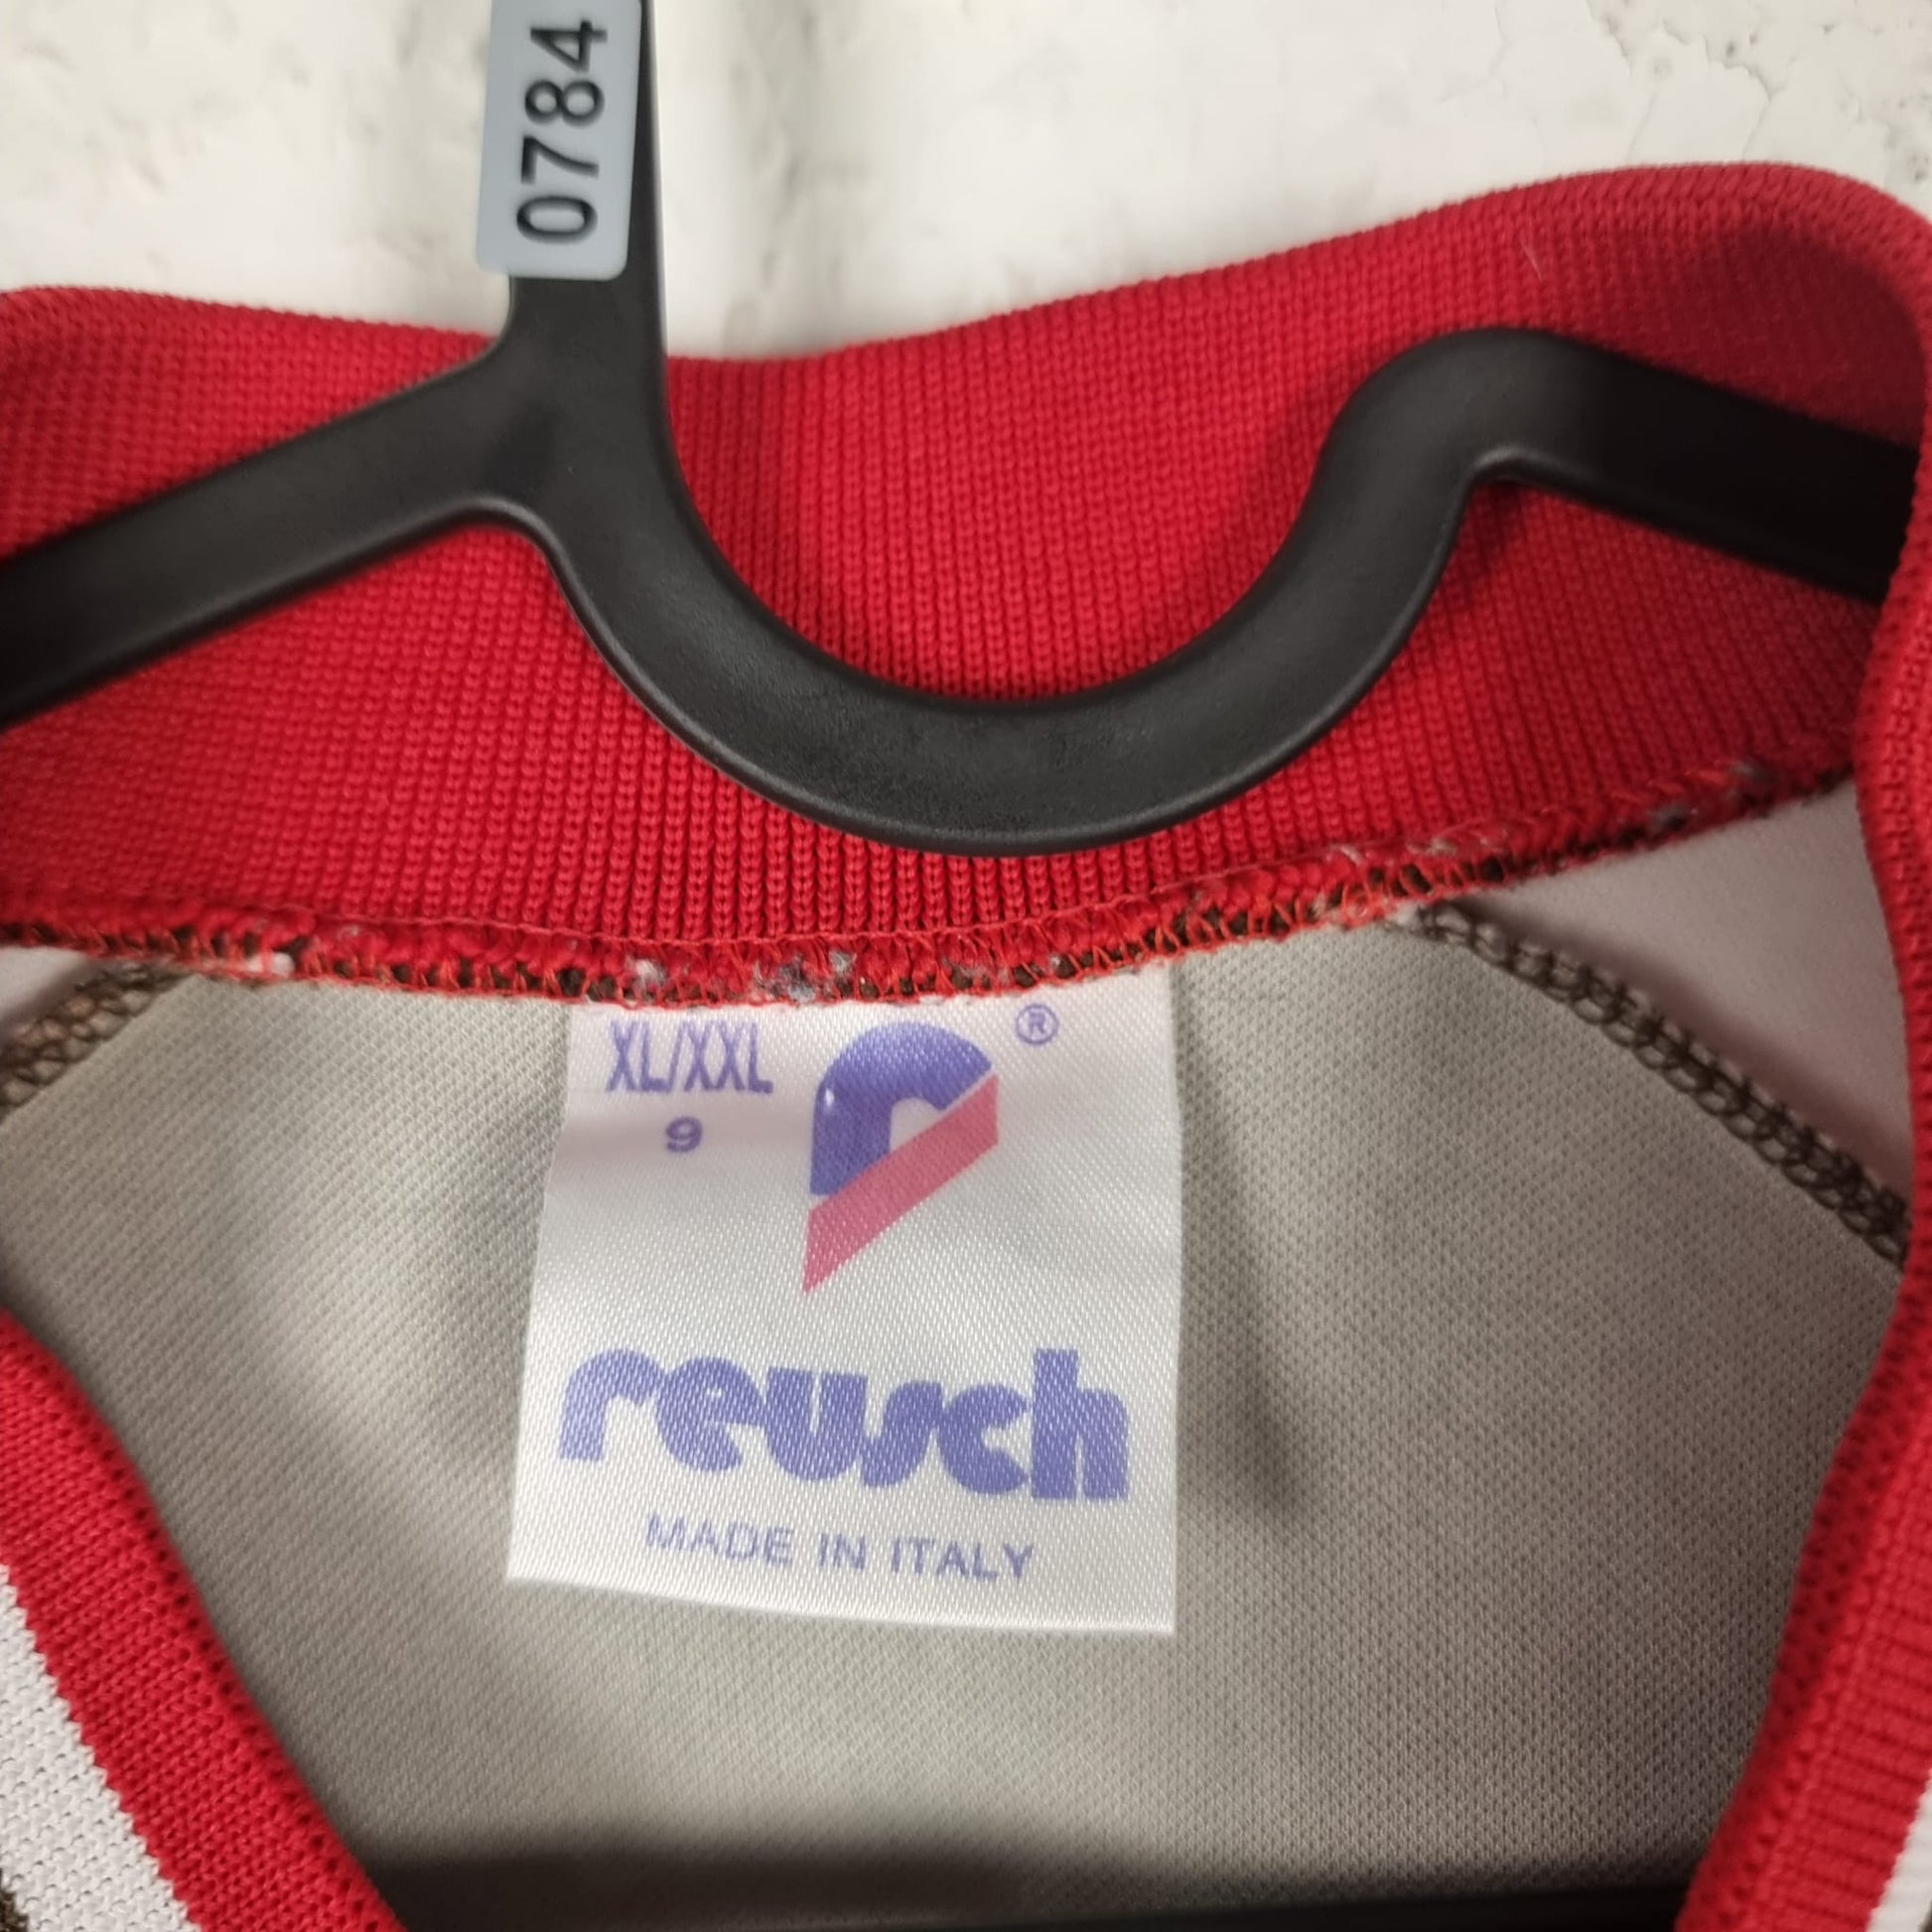 0784
XL/XXL
9
®
reusch
MADE IN ITALY